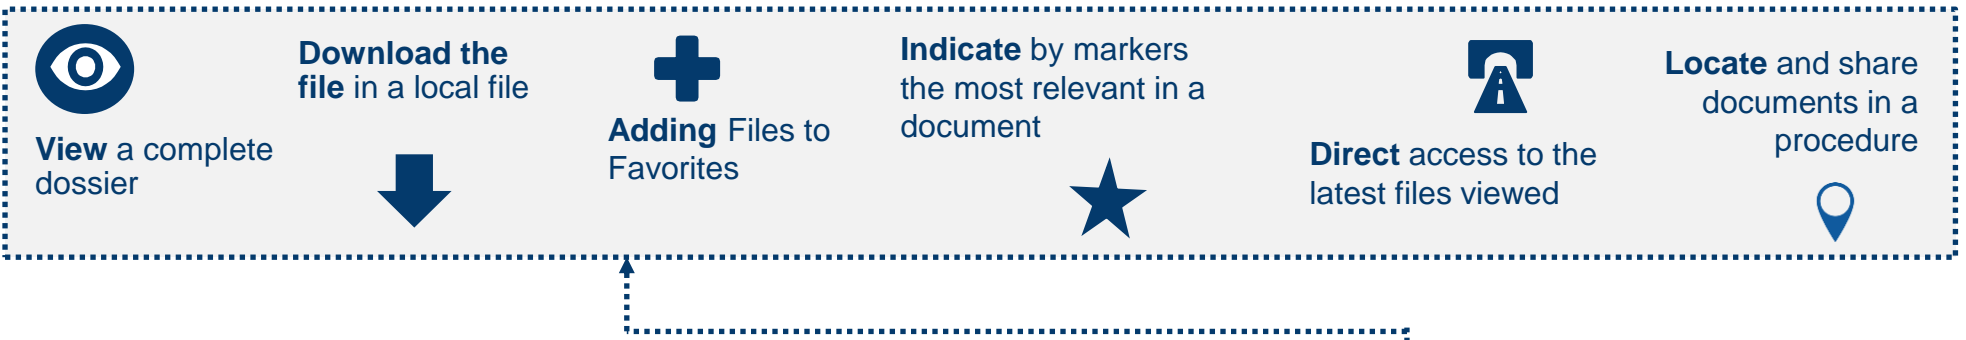 View a complete
dossier
Download the
file in a local file
Adding Files to
Favorites
Indicate by markers
the most relevant in a
document
Direct access to the
latest files viewed
Locate and share
documents in a
procedure